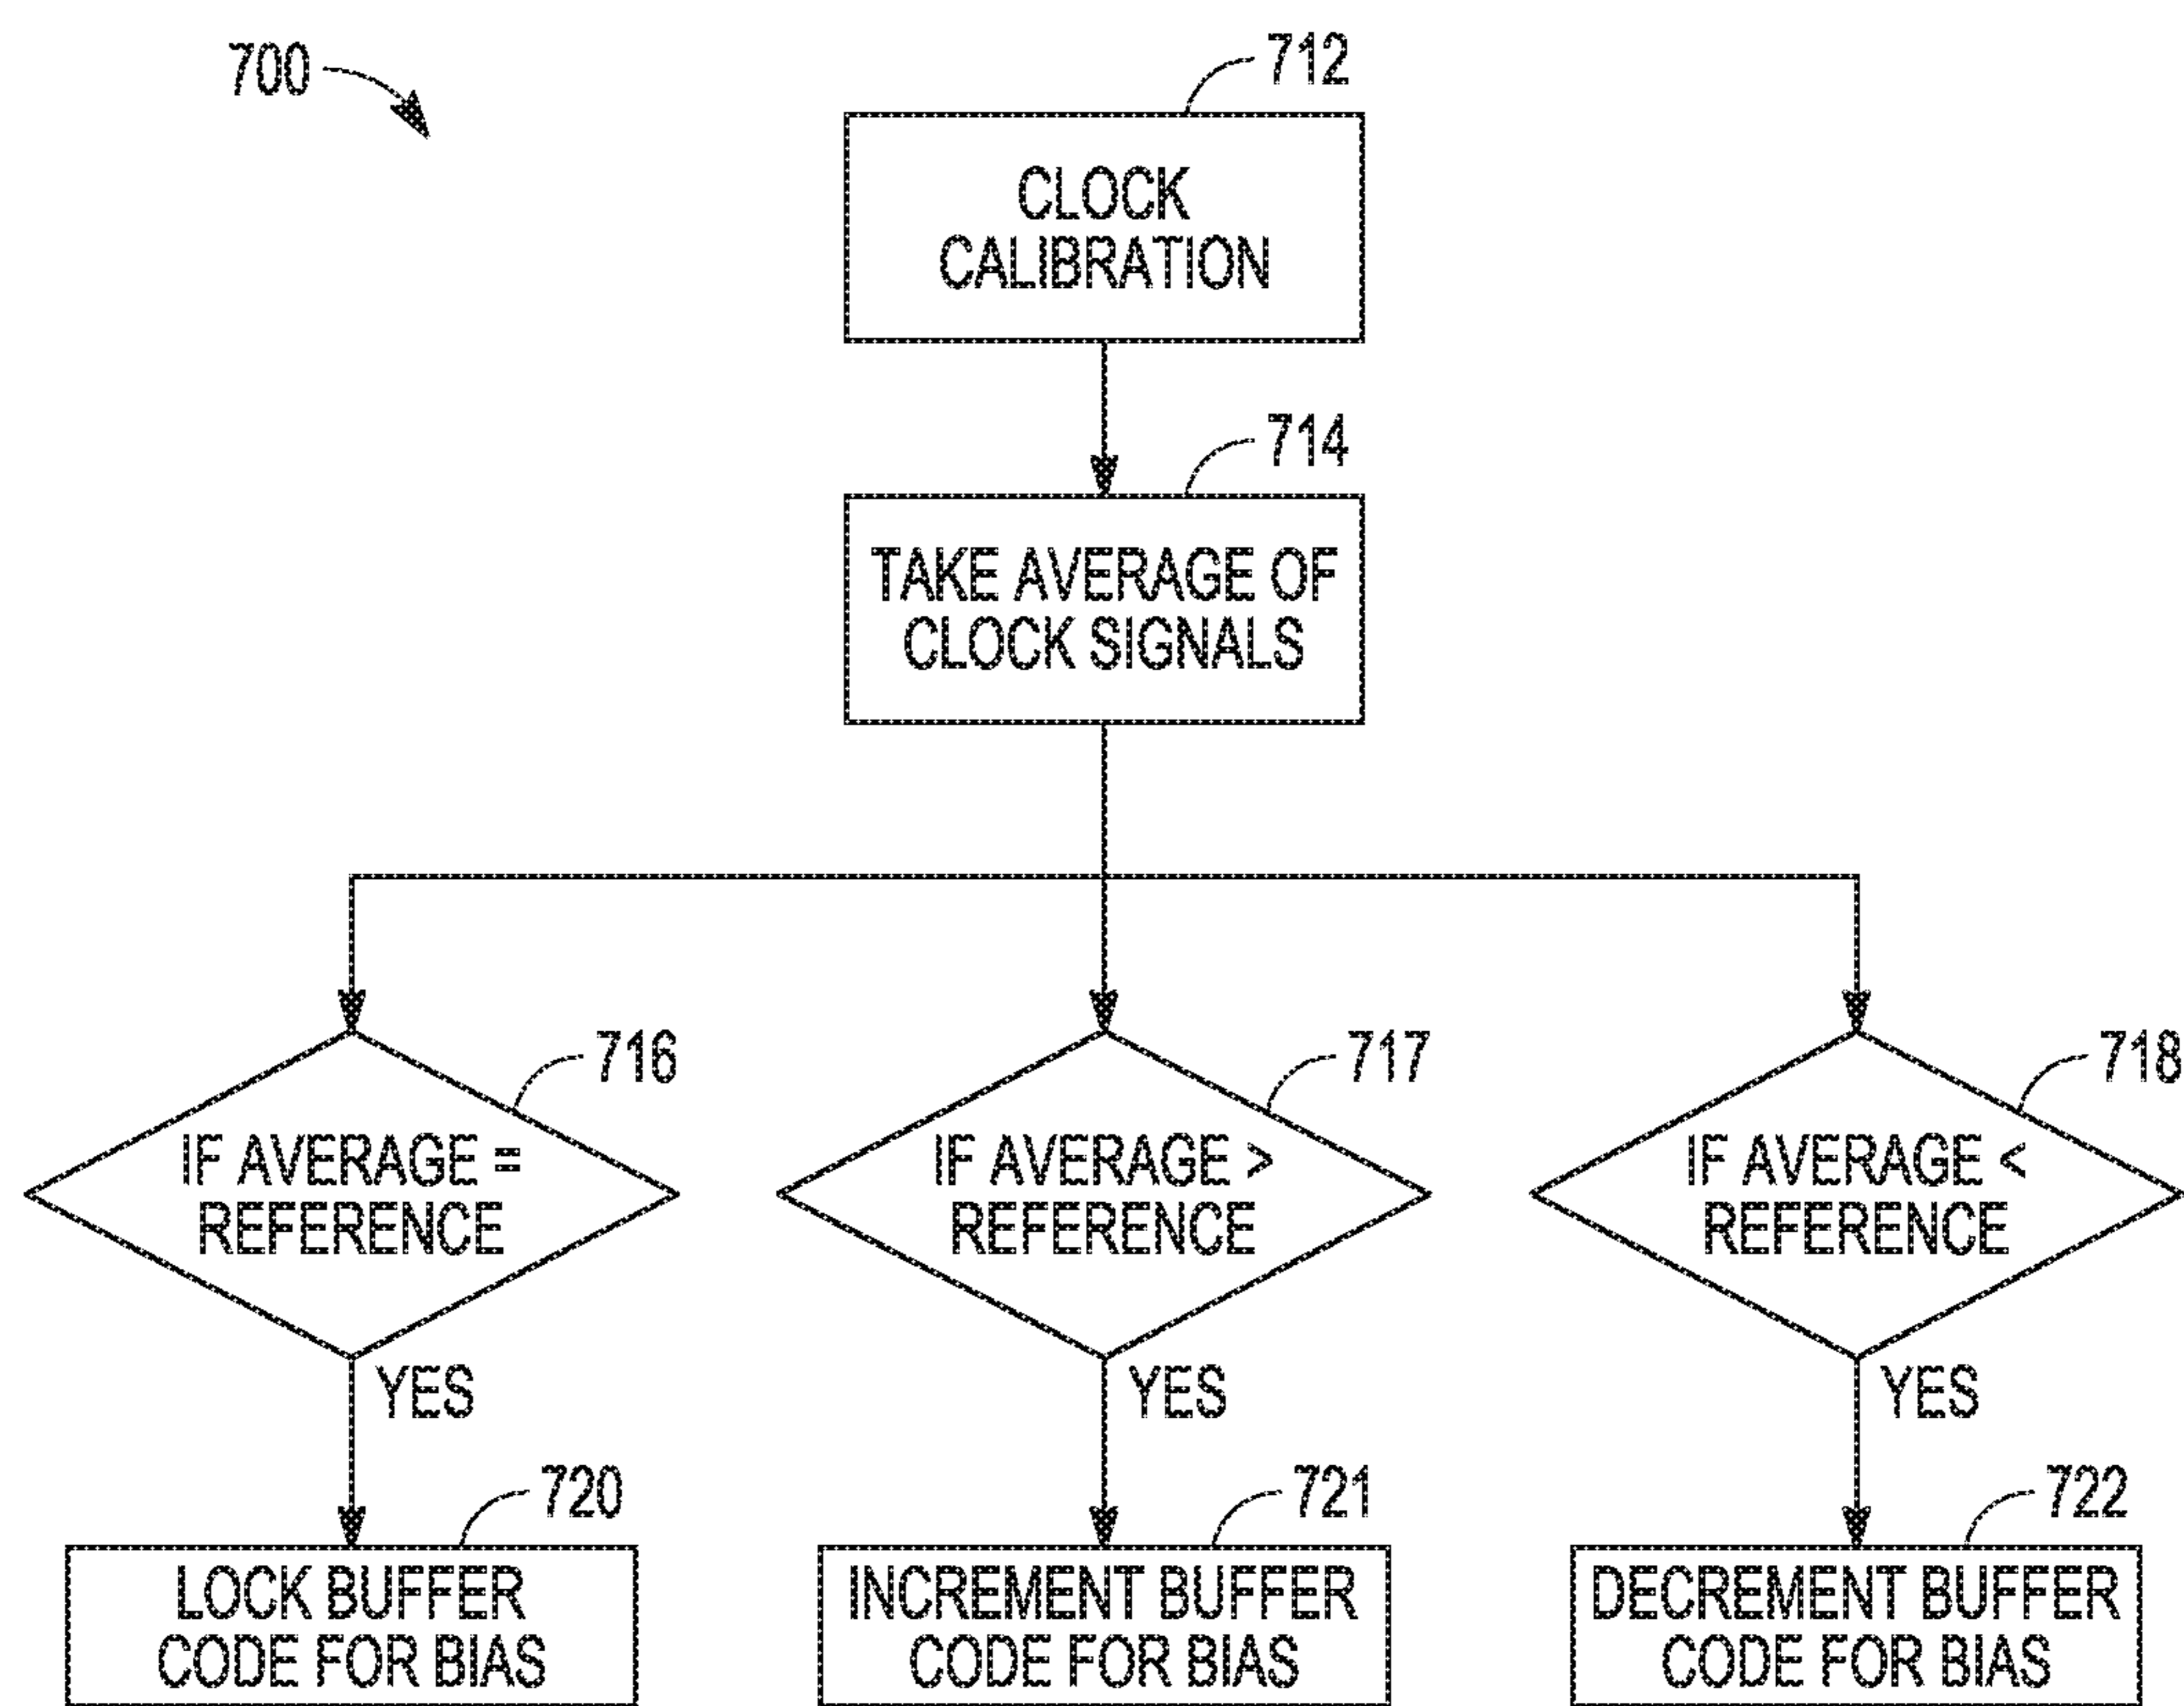 700
712
CLOCK
CALIBRATION
714
TAKE AVERAGE OF
CLOCK SIGNALS
716
IF AVERAGE =
REFERENCE
YES
717
IF AVERAGE >
REFERENCE
YES
718
IF AVERAGE <
REFERENCE
YES
720
LOCK BUFFER
CODE FOR BIAS
721
INCREMENT BUFFER
CODE FOR BIAS
722
DECREMENT BUFFER
CODE FOR BIAS